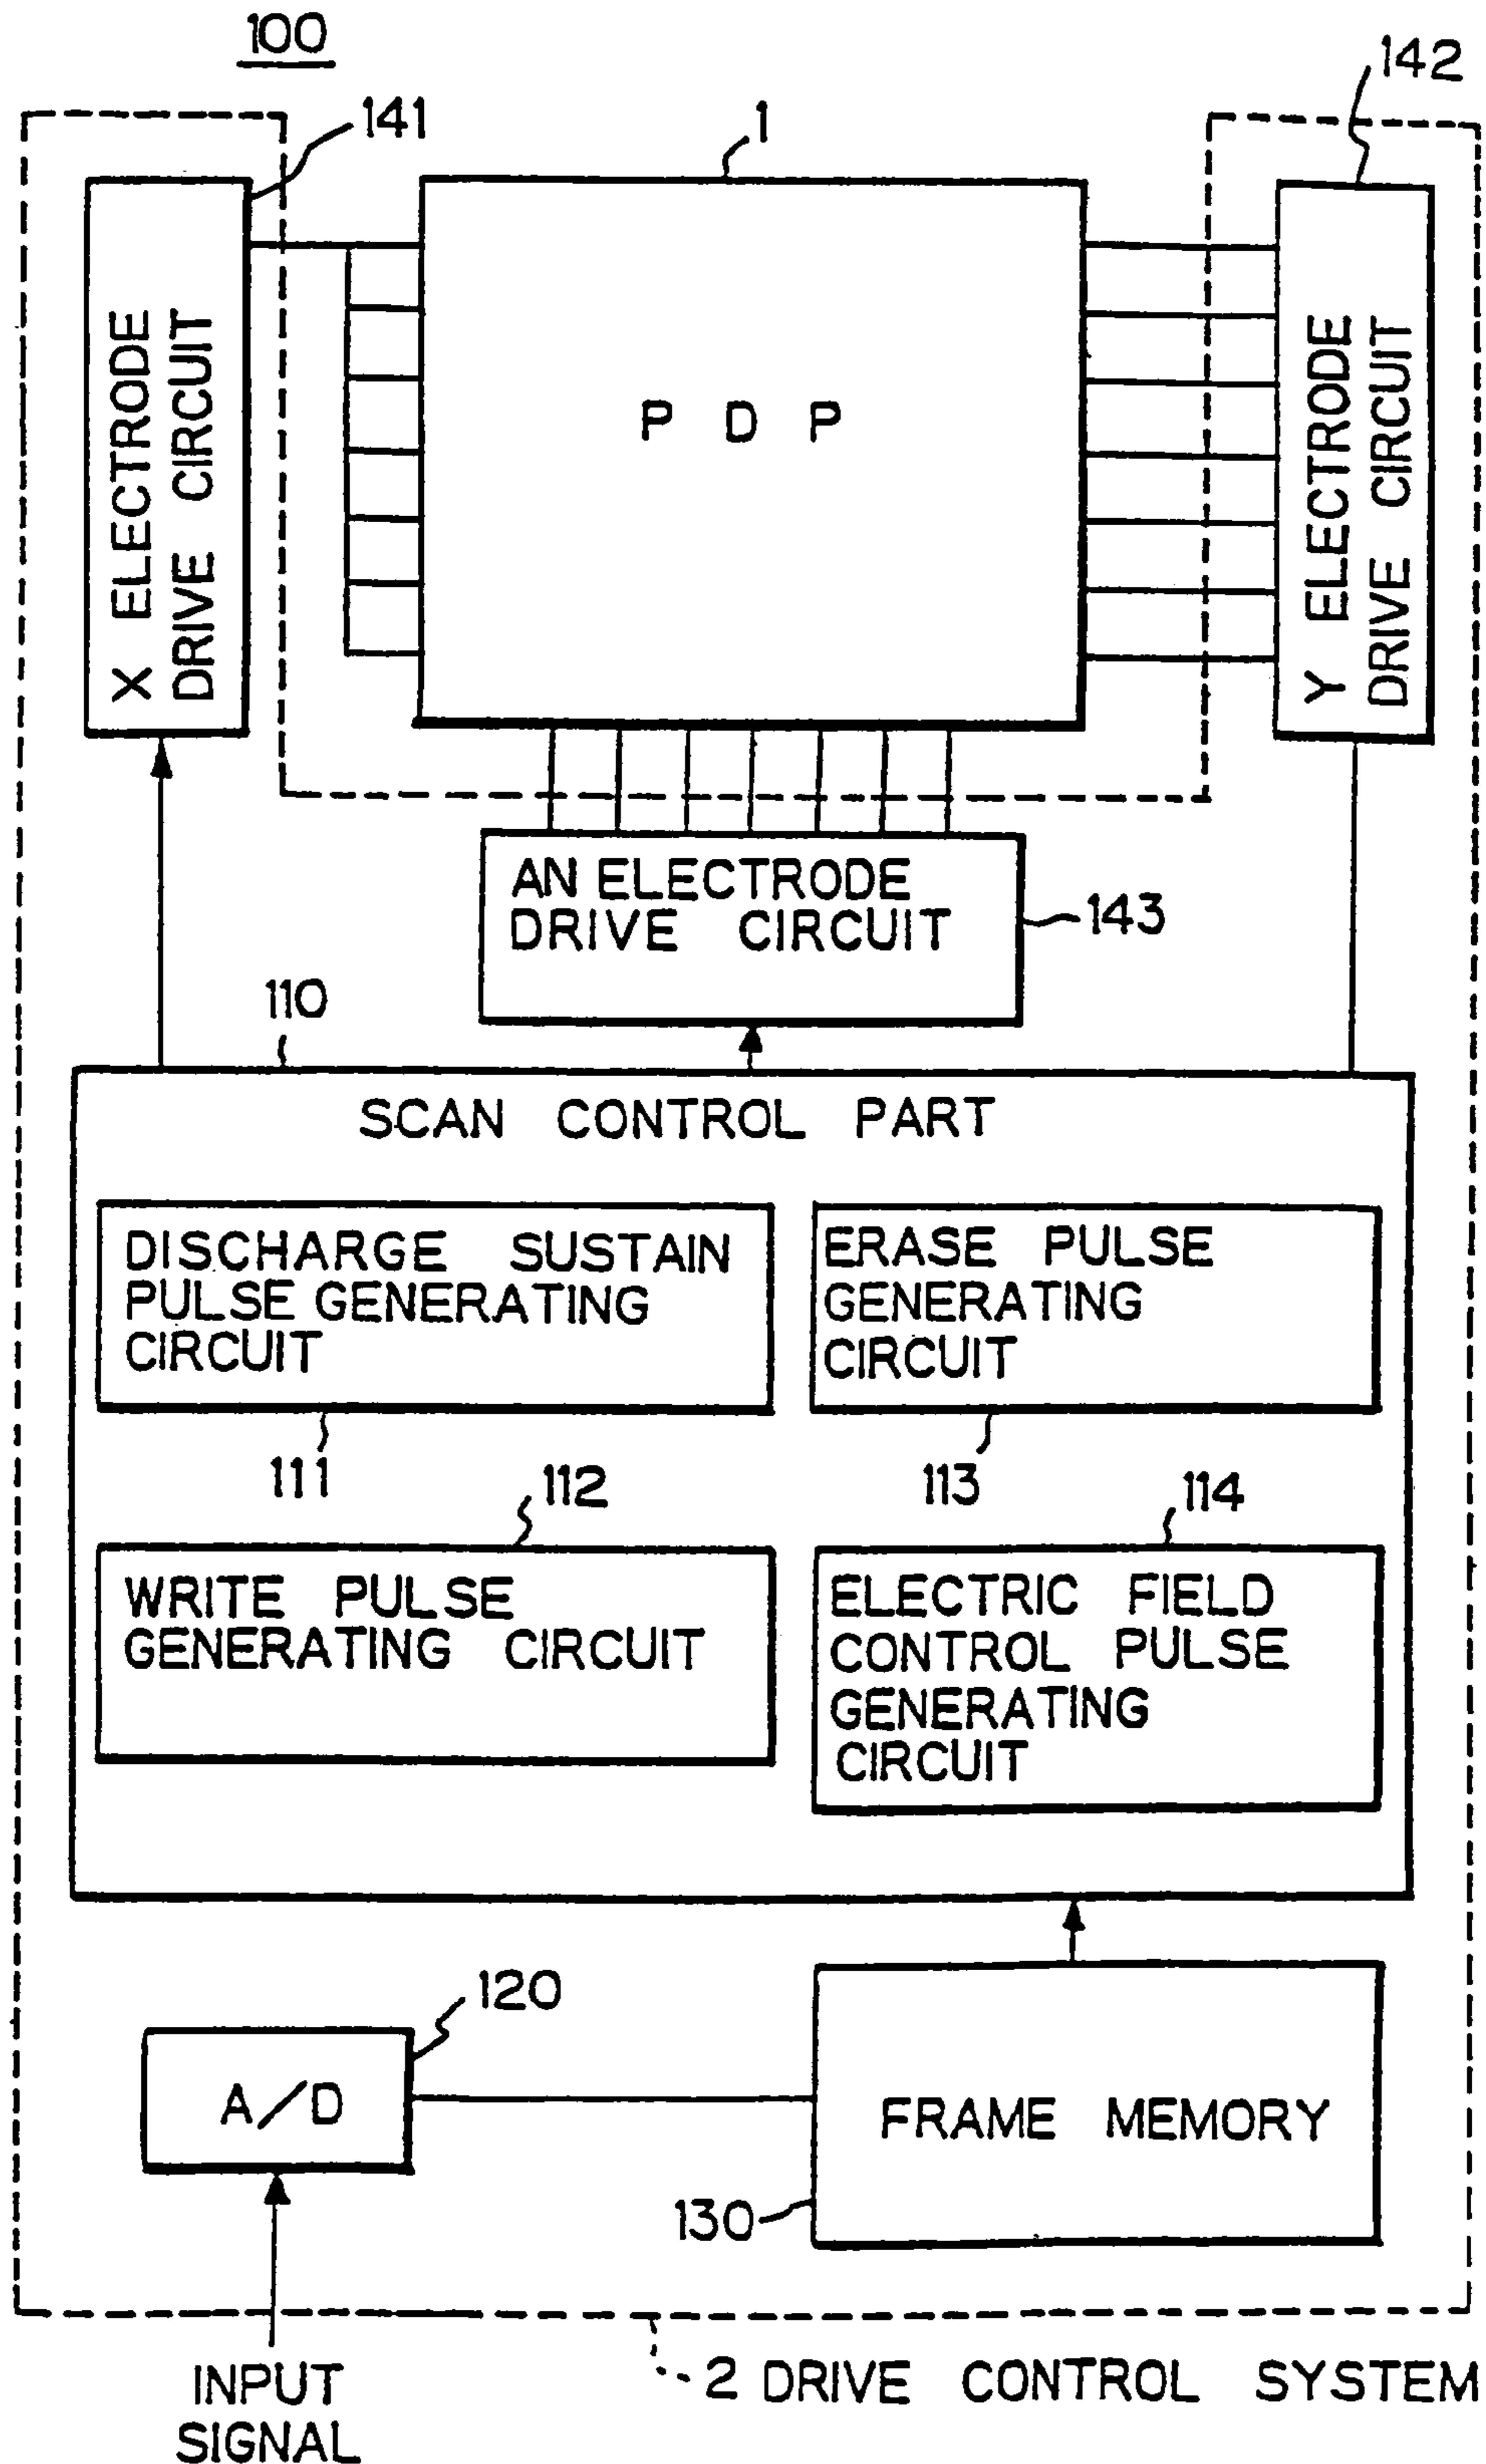 100
141
1
142
X ELECTRODE
DRIVE CIRCUIT
P D P
Y ELECTRODE
DRIVE CIRCUIT
AN ELECTRODE
DRIVE CIRCUIT
143
110
SCAN CONTROL PART
DISCHARGE SUSTAIN
PULSE GENERATING
CIRCUIT
111
ERASE PULSE
GENERATING
CIRCUIT
113
112
WRITE PULSE
GENERATING CIRCUIT
114
ELECTRIC FIELD
CONTROL PULSE
GENERATING
CIRCUIT
120
A/D
FRAME MEMORY
130
INPUT
SIGNAL
2 DRIVE CONTROL SYSTEM